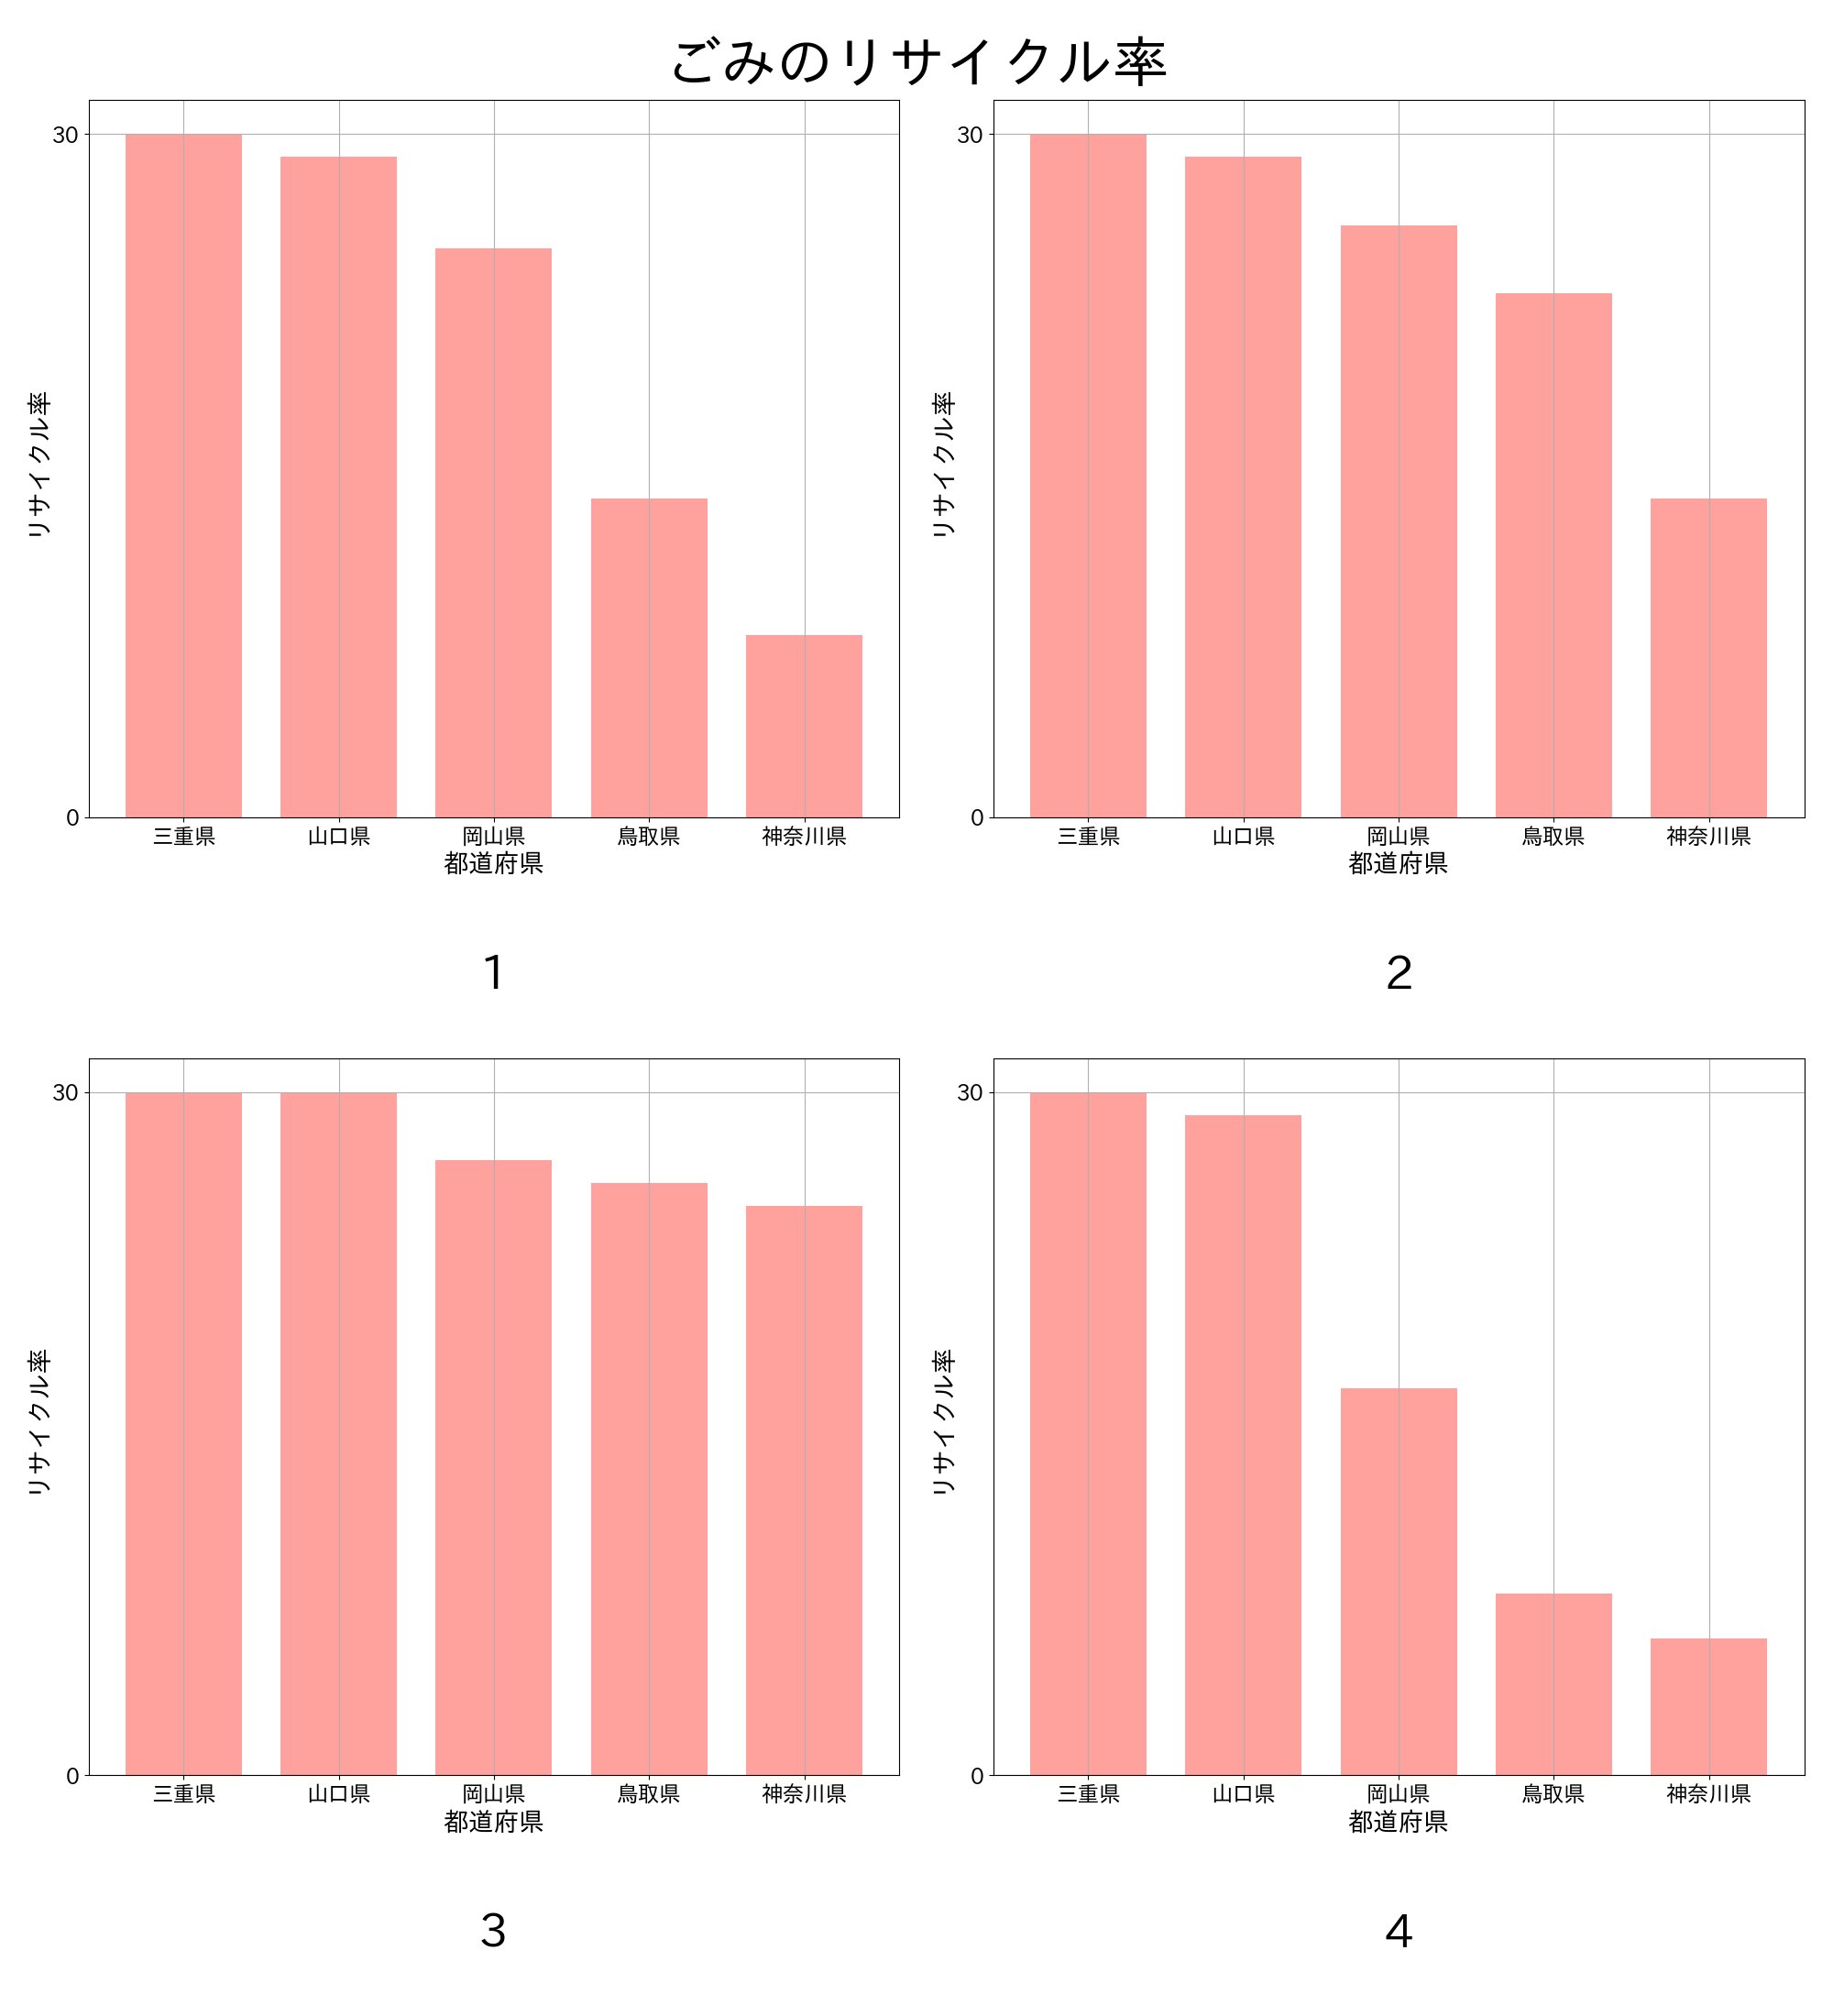 ごみのリサイクル率
30
0
リサイクル率
三重県 山口県 岡山県 鳥取県 神奈川県
都道府県
1
30
0
リサイクル率
三重県 山口県 岡山県 鳥取県 神奈川県
都道府県
2
30
0
リサイクル率
三重県 山口県 岡山県 鳥取県 神奈川県
都道府県
3
30
0
リサイクル率
三重県 山口県 岡山県 鳥取県 神奈川県
都道府県
4